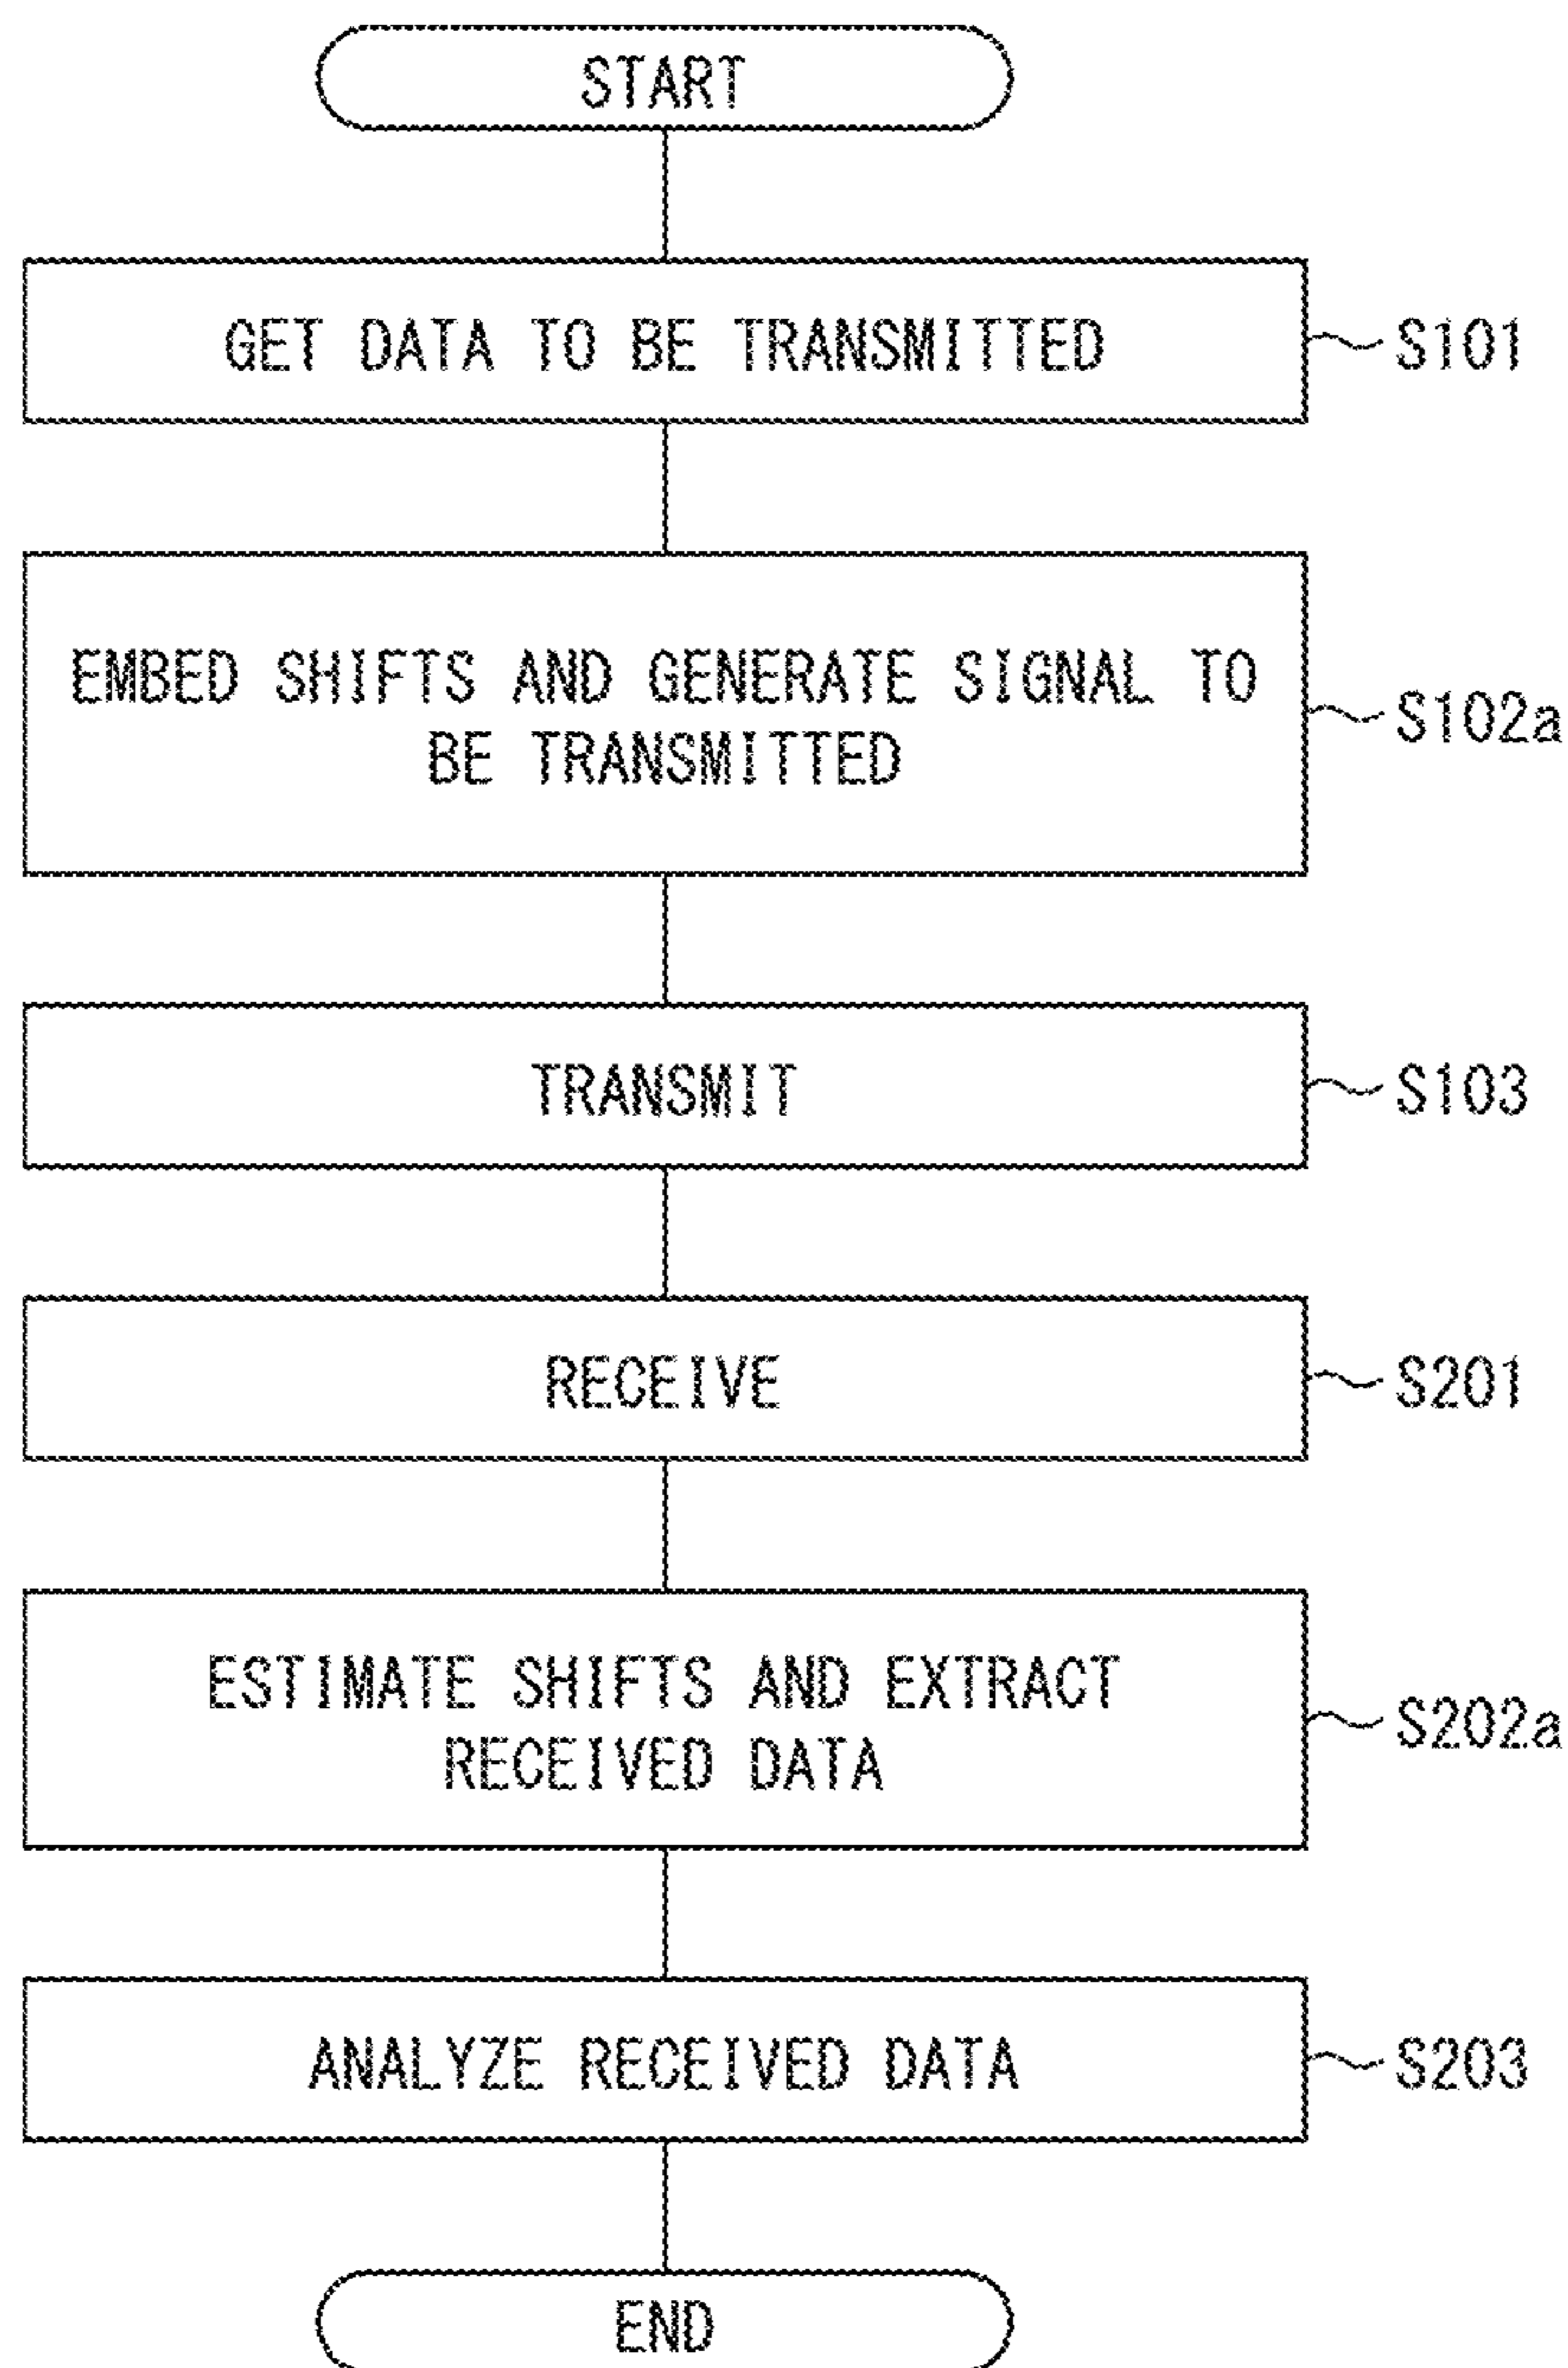 START
GET DATA TO BE TRANSMITTED
S101
EMBED SHIFTS AND GENERATE SIGNAL TO
BE TRANSMITTED
S102a
TRANSMIT
S103
RECEIVE
S201
ESTIMATE SHIFTS AND EXTRACT
RECEIVED DATA
S202a
ANALYZE RECEIVED DATA
S203
END